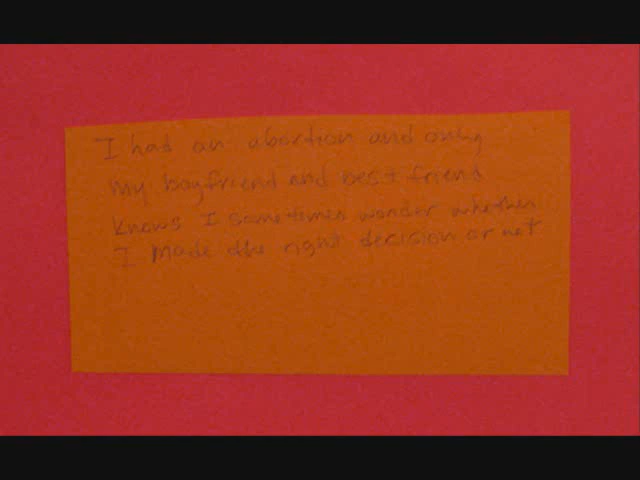 I had an abortion and only
my boyfriend and best friend
knows I sometimes wonder whether
I made the right decision or not